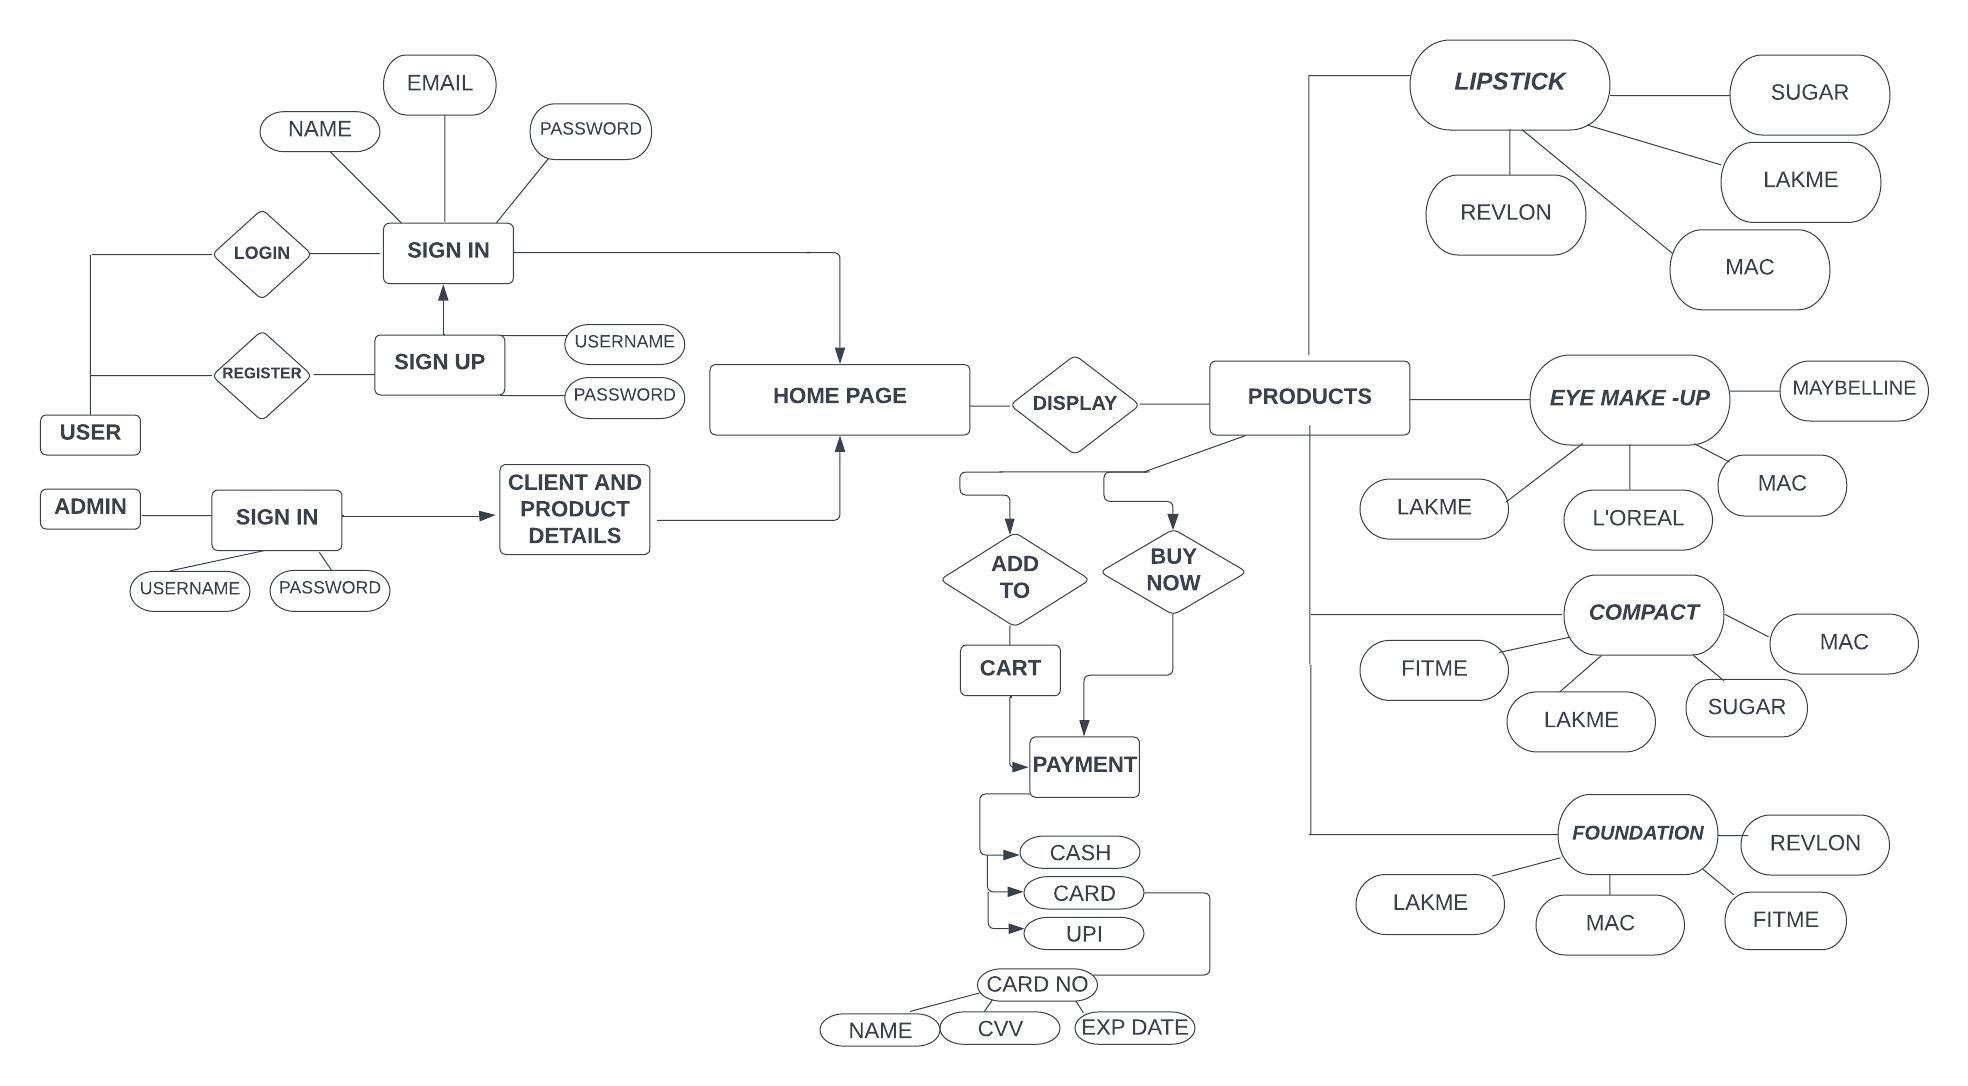 EMAIL
NAME
PASSWORD
LOGIN
SIGN IN
REGISTER
SIGN UP
USERNAME
PASSWORD
USER
ADMIN
SIGN IN
USERNAME
PASSWORD
CLIENT AND
PRODUCT
DETAILS
HOME PAGE
DISPLAY
PRODUCTS
ADD
TO
BUY
NOW
CART
PAYMENT
CASH
CARD
UPI
CARD NO
NAME
CVV
EXP DATE
LIPSTICK
SUGAR
LAKME
REVLON
MAC
EYE MAKE -UP
MAYBELLINE
MAC
LAKME
L'OREAL
COMPACT
MAC
FITME
SUGAR
LAKME
FOUNDATION
REVLON
LAKME
MAC
FITME